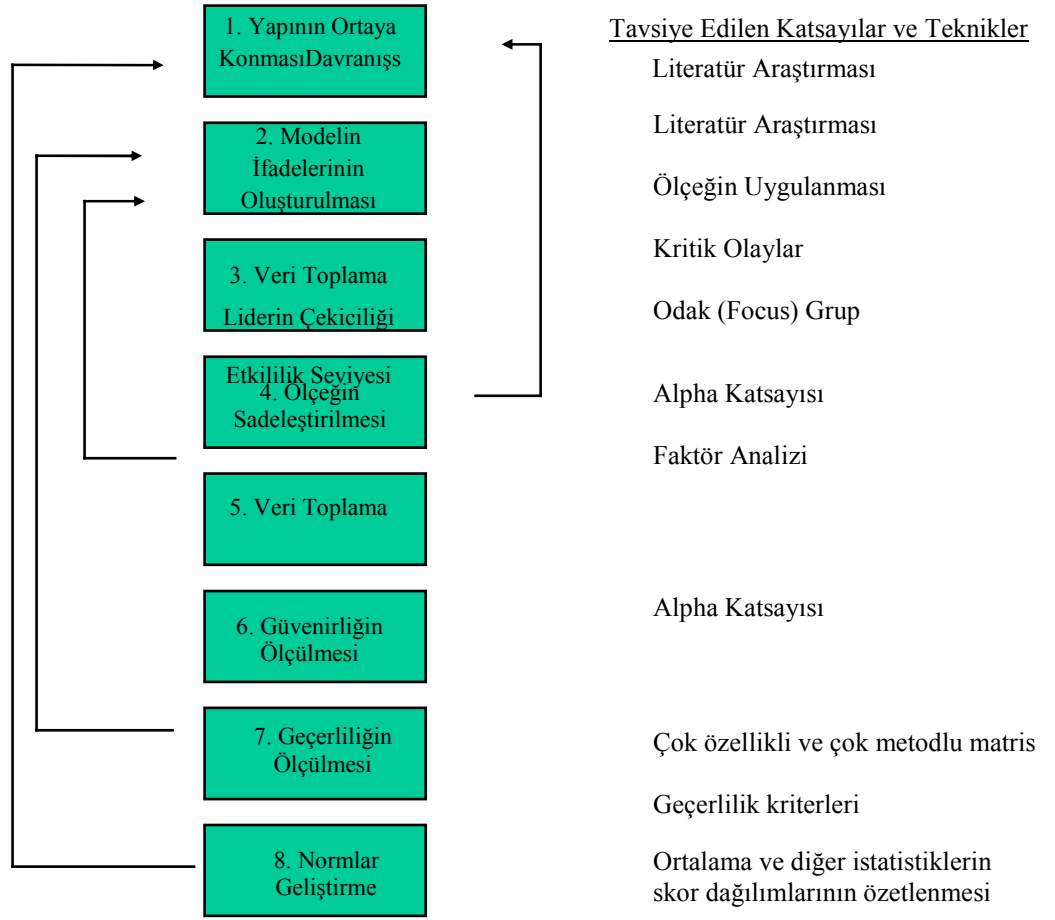 1. Yapının Ortaya
KonmasıDavranışs
2. Modelin
İfadelerinin
Oluşturulması
3. Veri Toplama
Liderin Çekiciliği
Etkililik Seviyesi
4. Ölçeğin
Sadeleştirilmesi
5. Veri Toplama
6. Güvenirliğin
Ölçülmesi
7. Geçerliliğin
Ölçülmesi
8. Normlar
Geliştirme
Tavsiye Edilen Katsayılar ve Teknikler
Literatür Araştırması
Literatür Araştırması
Ölçeğin Uygulanması
Kritik Olaylar
Odak (Focus) Grup
Alpha Katsayısı
Faktör Analizi
Alpha Katsayısı
Çok özellikli ve çok metodlu matris
Geçerlilik kriterleri
Ortalama ve diğer istatistiklerin
skor dağılımlarının özetlenmesi